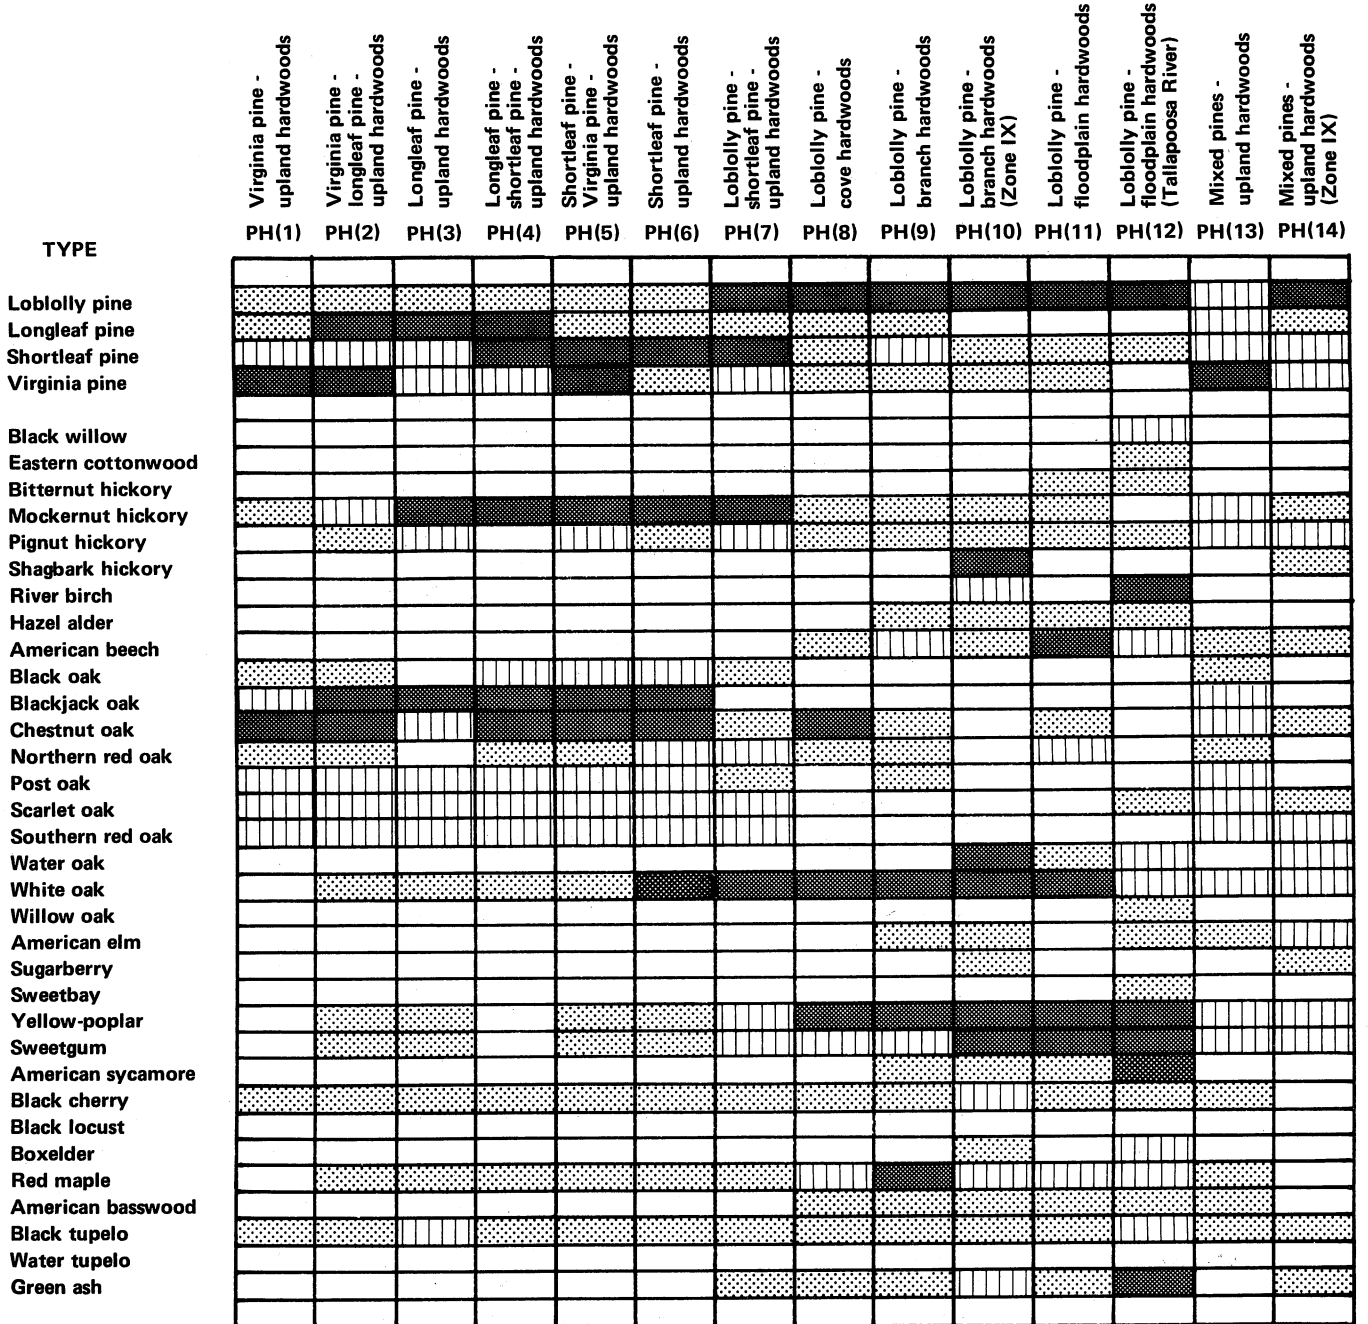 Virginia pine -
upland hardwoods
Virginia pine -
longleaf pine -
upland hardwoods
Longleaf pine -
upland hardwoods
Longleaf pine -
shortleaf pine -
upland hardwoods
Shortleaf pine -
Virginia pine -
upland hardwoods
Shortleaf pine -
upland hardwoods
Loblolly pine -
shortleaf pine -
upland hardwoods
Loblolly pine -
cove hardwoods
Loblolly pine -
branch hardwoods
Loblolly pine -
branch hardwoods
(Zone IX)
Loblolly pine -
floodplain hardwoods
Loblolly pine -
floodplain hardwoods
(Tallapoosa River)
Mixed pines -
upland hardwoods
Mixed pines -
upland hardwoods
(Zone IX)
TYPE PH(1) PH(2) PH(3) PH(4) PH(5) PH(6) PH(7) PH(8) PH(9) PH(10) PH(11) PH(12) PH(13) PH(14)
Loblolly pine
Longleaf pine
Shortleaf pine
Virginia pine
Black willow
Eastern cottonwood
Bitternut hickory
Mockernut hickory
Pignut hickory
Shagbark hickory
River birch
Hazel alder
American beech
Black oak
Blackjack oak
Chestnut oak
Northern red oak
Post oak
Scarlet oak
Southern red oak
Water oak
White oak
Willow oak
American elm
Sugarberry
Sweetbay
Yellow-poplar
Sweetgum
American sycamore
Black cherry
Black locust
Boxelder
Red maple
American basswood
Black tupelo
Water tupelo
Green ash